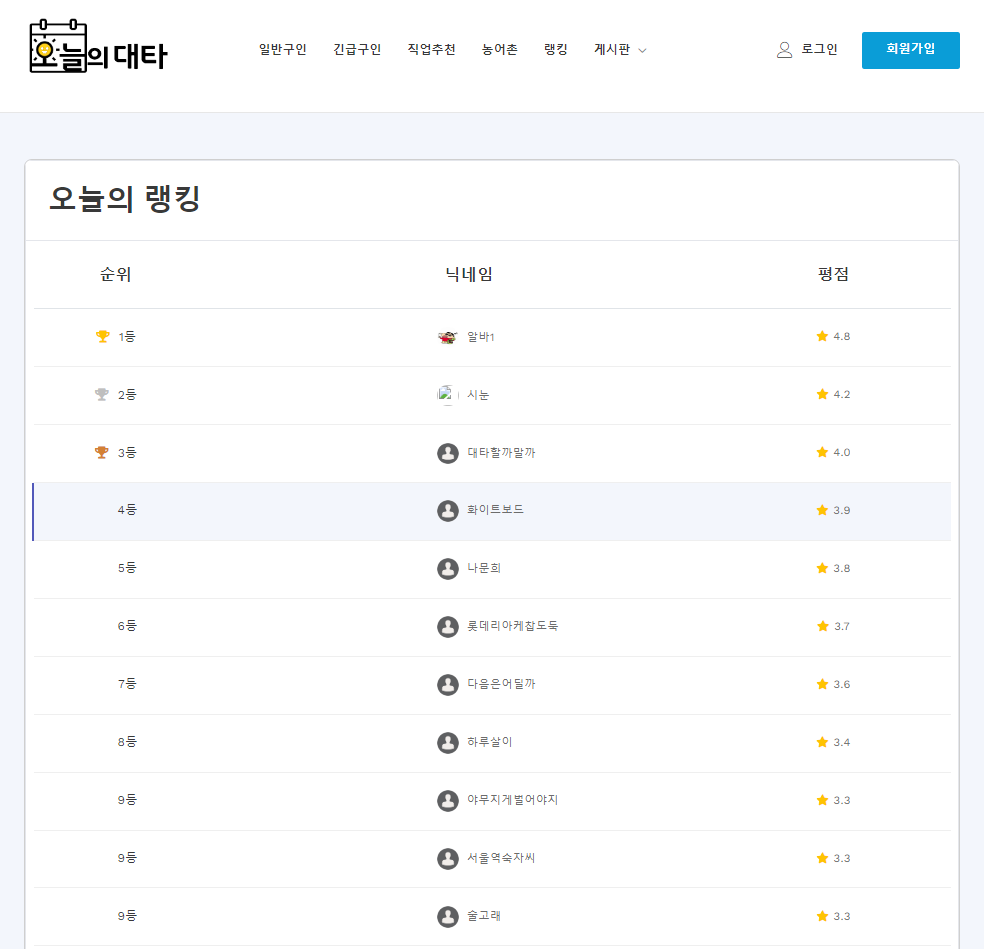 오늘의대타
일반구인 긴급구인 직업추천 농어촌 랭킹 게시판 로그인 회원가입
오늘의 랭킹
순위 닉네임 평점
1등 알바1 4.8
2등 시눈 4.2
3등 대타할까말까 4.0
4등 화이트보드 3.9
5등 나문희 3.8
6등 롯데리아케찹도둑 3.7
7등 다음은어딜까 3.6
8등 하루살이 3.4
9등 야무지게벌어야지 3.3
9등 서울역숙자씨 3.3
9등 술고래 3.3